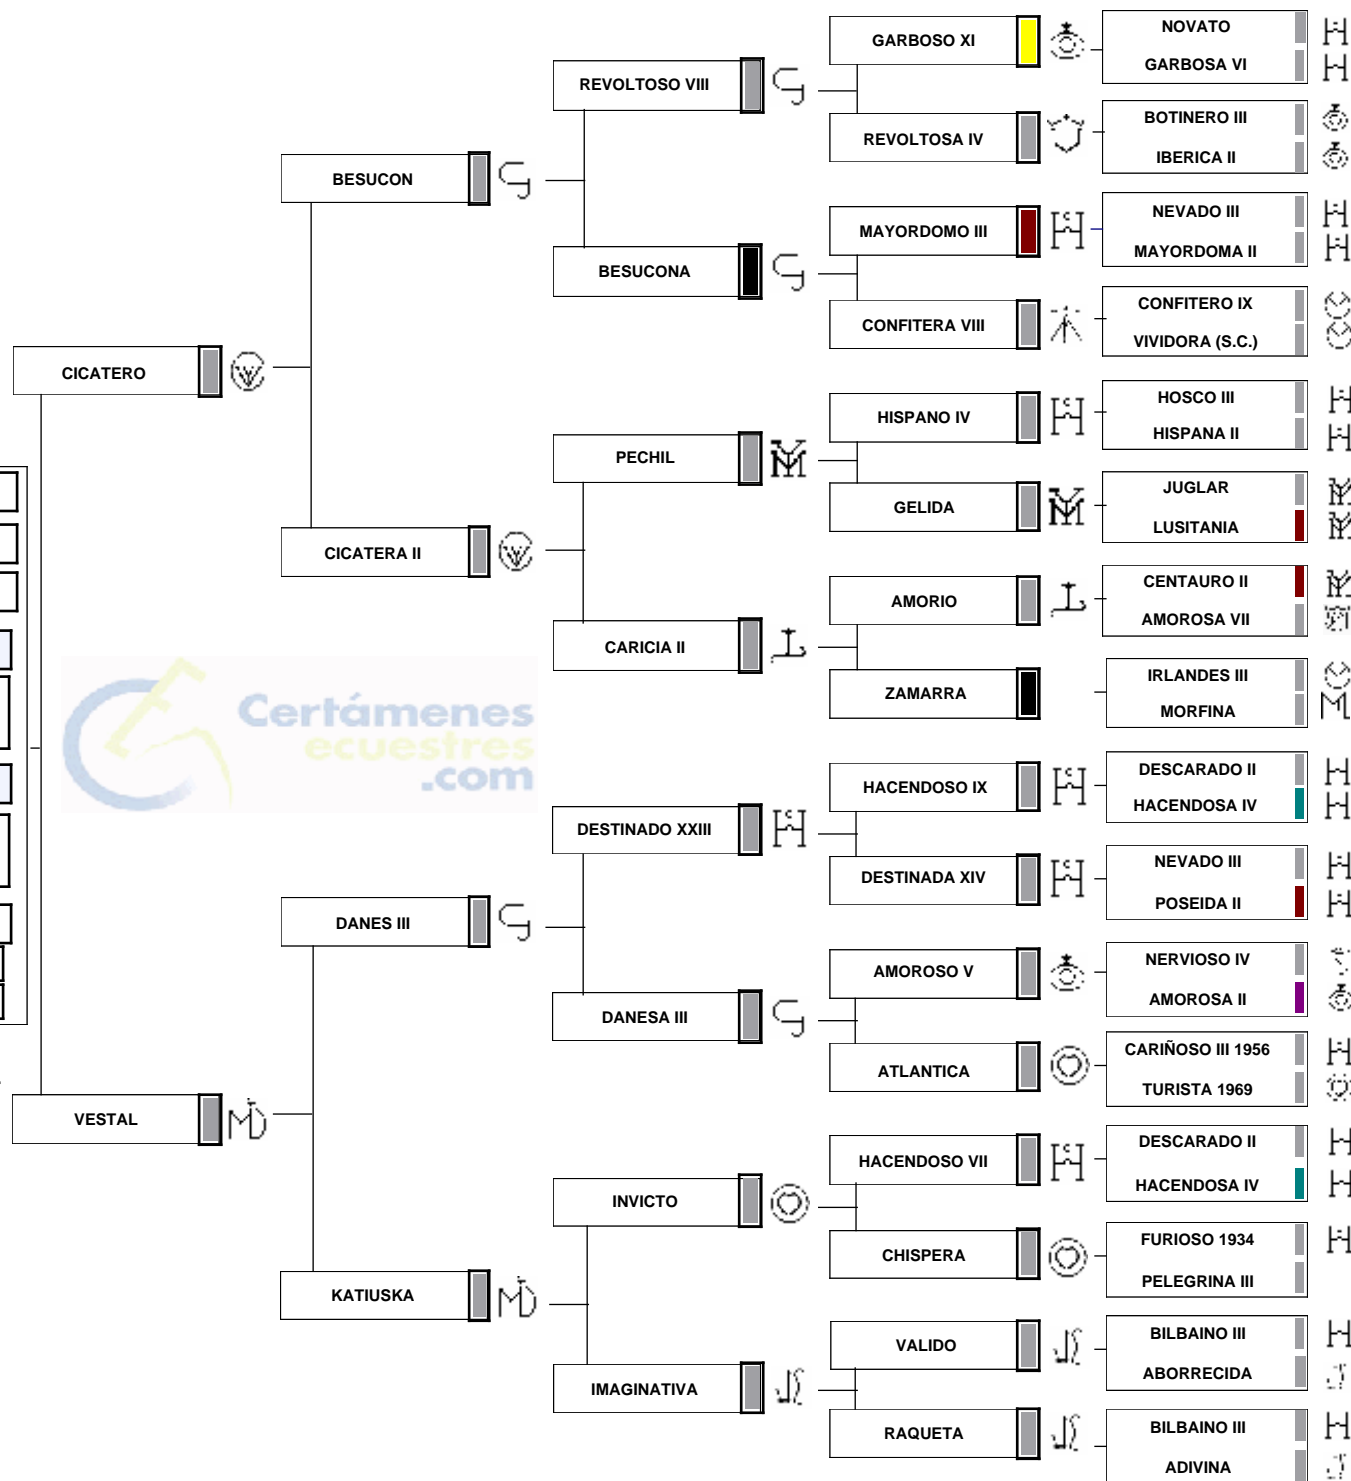 CICATERO
VESTAL
BESUCON
CICATERA II
DANES III
KATIUSKA
REVOLTOSO VIII
BESUCONA
PECHIL
CARICIA II
DESTINADO XXIII
DANESA III
INVICTO
IMAGINATIVA
GARBOSO XI
REVOLTOSA IV
MAYORDOMO III
CONFITERA VIII
HISPANO IV
GELIDA
AMORIO
ZAMARRA
HACENDOSO IX
DESTINADA XIV
AMOROSO V
ATLANTICA
HACENDOSO VII
CHISPERA
VALIDO
RAQUETA
NOVATO
GARBOSA VI
BOTINERO III
IBERICA II
NEVADO III
MAYORDOMA II
CONFITERO IX
VIVIDORA (S.C.)
HOSCO III
HISPANA II
JUGLAR
LUSITANIA
CENTAURO II
AMOROSA VII
IRLANDES III
MORFINA
DESCARADO II
HACENDOSA IV
NEVADO III
POSEIDA II
NERVIOSO IV
AMOROSA II
CARIÑOSO III 1956
TURISTA 1969
DESCARADO II
HACENDOSA IV
FURIOSO 1934
PELEGRINA III
BILBAINO III
ABORRECIDA
BILBAINO III
ADIVINA
Certámenes
ecuestres
.com